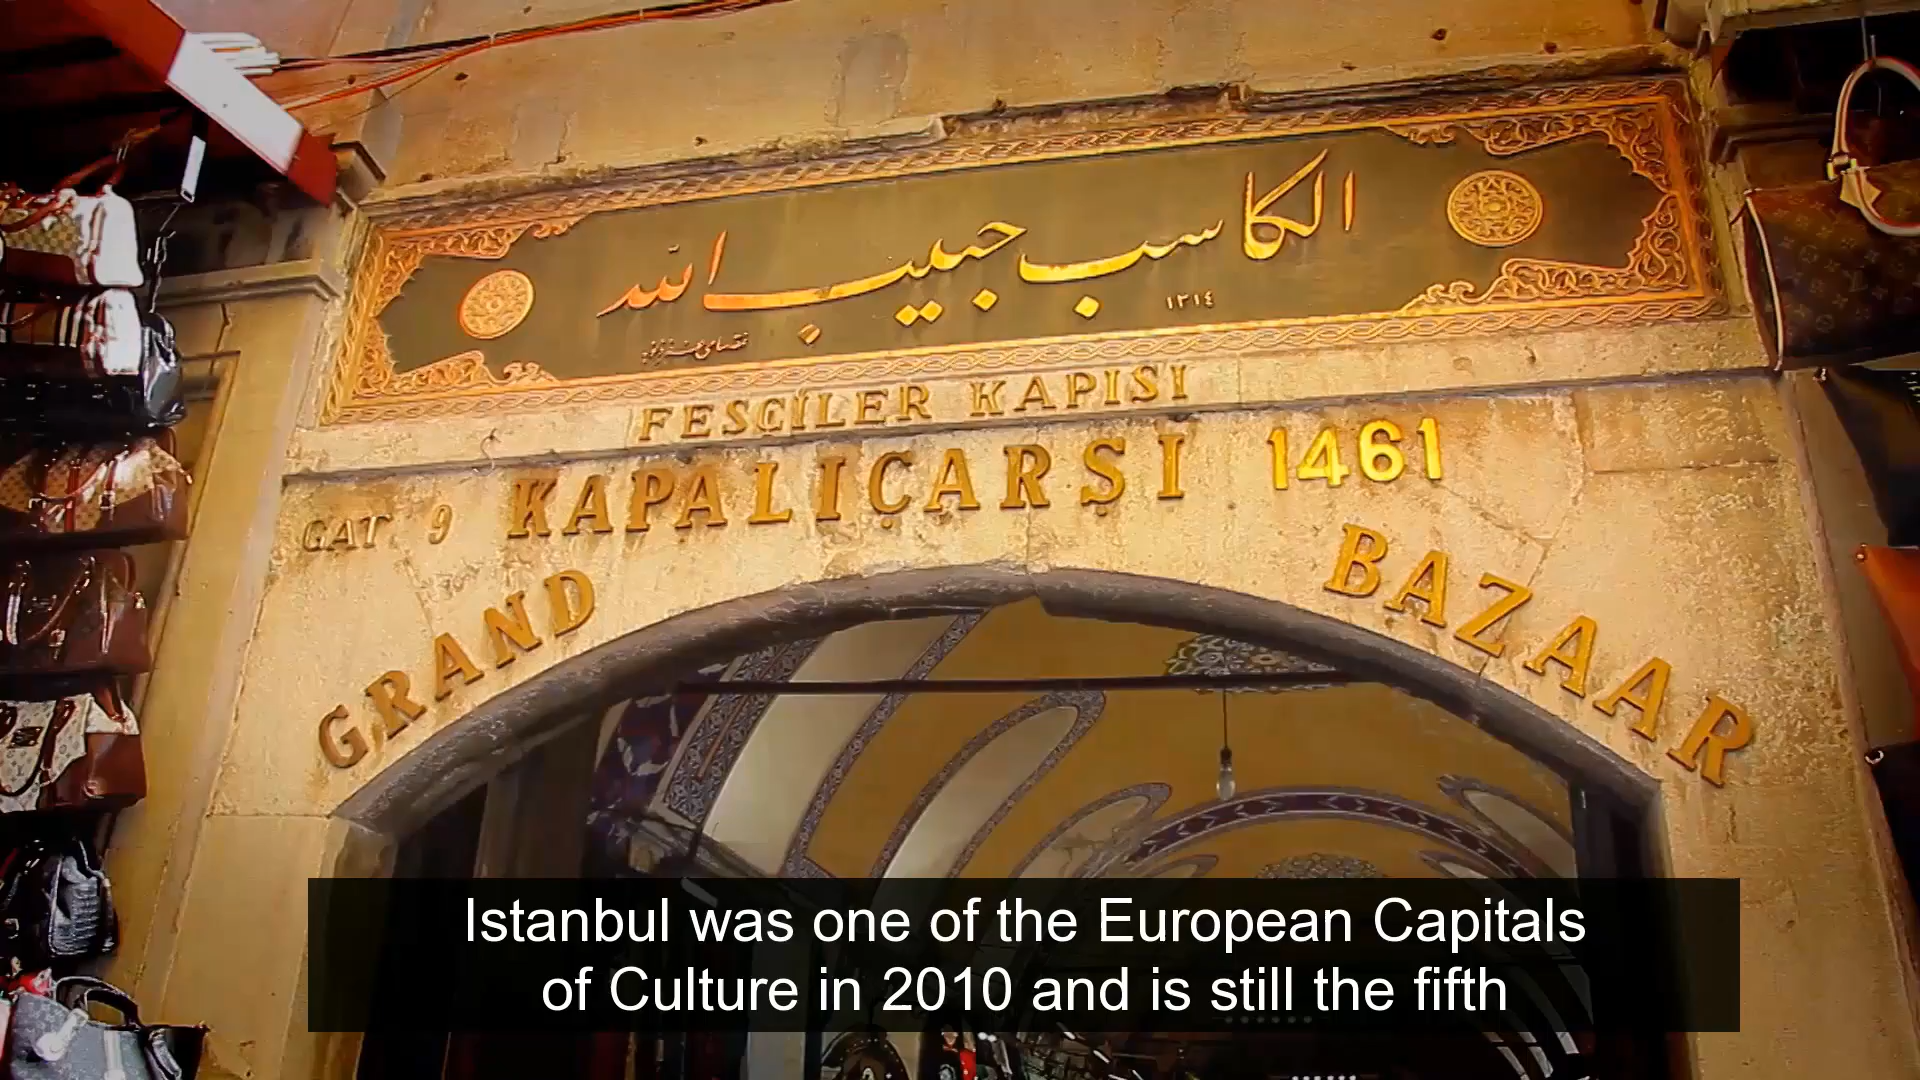 الكاسب حبيب الله
١٣١٤
FESCİLER KAPISI
KAPALIÇARŞI 1461
GAT 9
GRAND BAZAAR
Istanbul was one of the European Capitals
of Culture in 2010 and is still the fifth